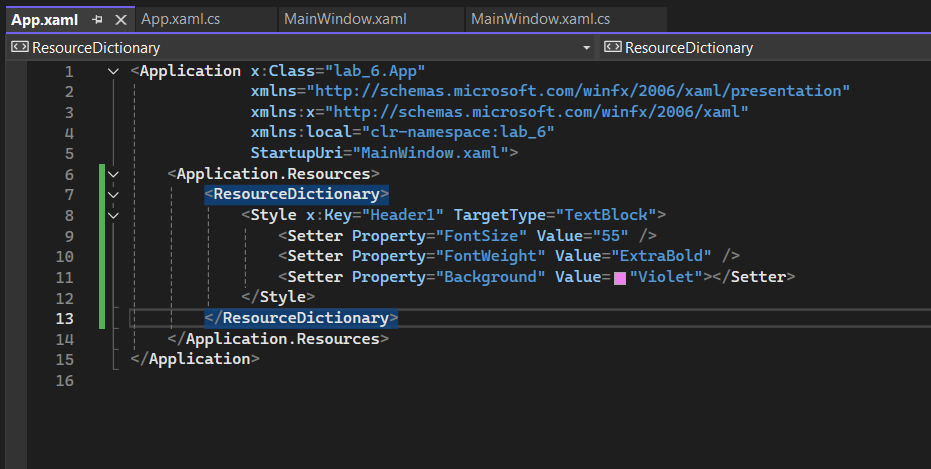 App.xaml App.xaml.cs MainWindow.xaml MainWindow.xaml.cs
ResourceDictionary ResourceDictionary
1 <Application x:Class="lab_6.App"
2 xmlns="http://schemas.microsoft.com/winfx/2006/xaml/presentation"
3 xmlns:x="http://schemas.microsoft.com/winfx/2006/xaml"
4 xmlns:local="clr-namespace:lab_6"
5 StartupUri="MainWindow.xaml">
6 <Application.Resources>
7 <ResourceDictionary>
8 <Style x:Key="Header1" TargetType="TextBlock">
9 <Setter Property="FontSize" Value="55" />
10 <Setter Property="FontWeight" Value="ExtraBold" />
11 <Setter Property="Background" Value="Violet"></Setter>
12 </Style>
13 </ResourceDictionary>
14 </Application.Resources>
15 </Application>
16